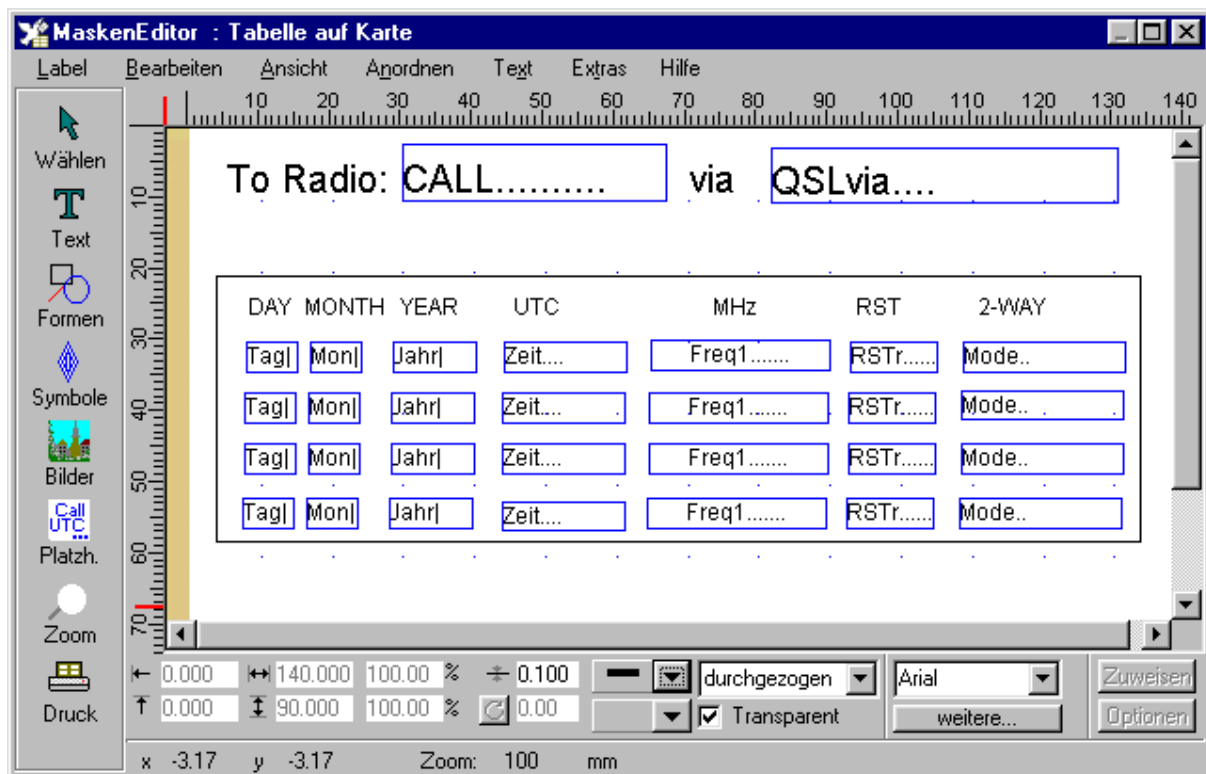 MaskenEditor : Tabelle auf Karte
Label Bearbeiten Ansicht Anordnen Text Extras Hilfe
10 20 30 40 50 60 70 80 90 100 110 120 130 140
Wählen
Text
Formen
Symbole
Bilder
Call
UTC...
Platzh.
Zoom
Druck
10
20
30
40
50
60
70
To Radio: CALL.......... via QSLvia....
DAY MONTH YEAR UTC MHz RST 2-WAY
Tag| Mon| Jahr| Zeit.... Freq1....... RSTr...... Mode..
Tag| Mon| Jahr| Zeit.... Freq1....... RSTr...... Mode..
Tag| Mon| Jahr| Zeit.... Freq1....... RSTr...... Mode..
Tag| Mon| Jahr| Zeit.... Freq1....... RSTr...... Mode..
0.000 140.000 100.00 % 0.100 durchgezogen Arial Zuweisen
0.000 90.000 100.00 % 0.00 Transparent weitere... Optionen
x -3.17 y -3.17 Zoom: 100 mm